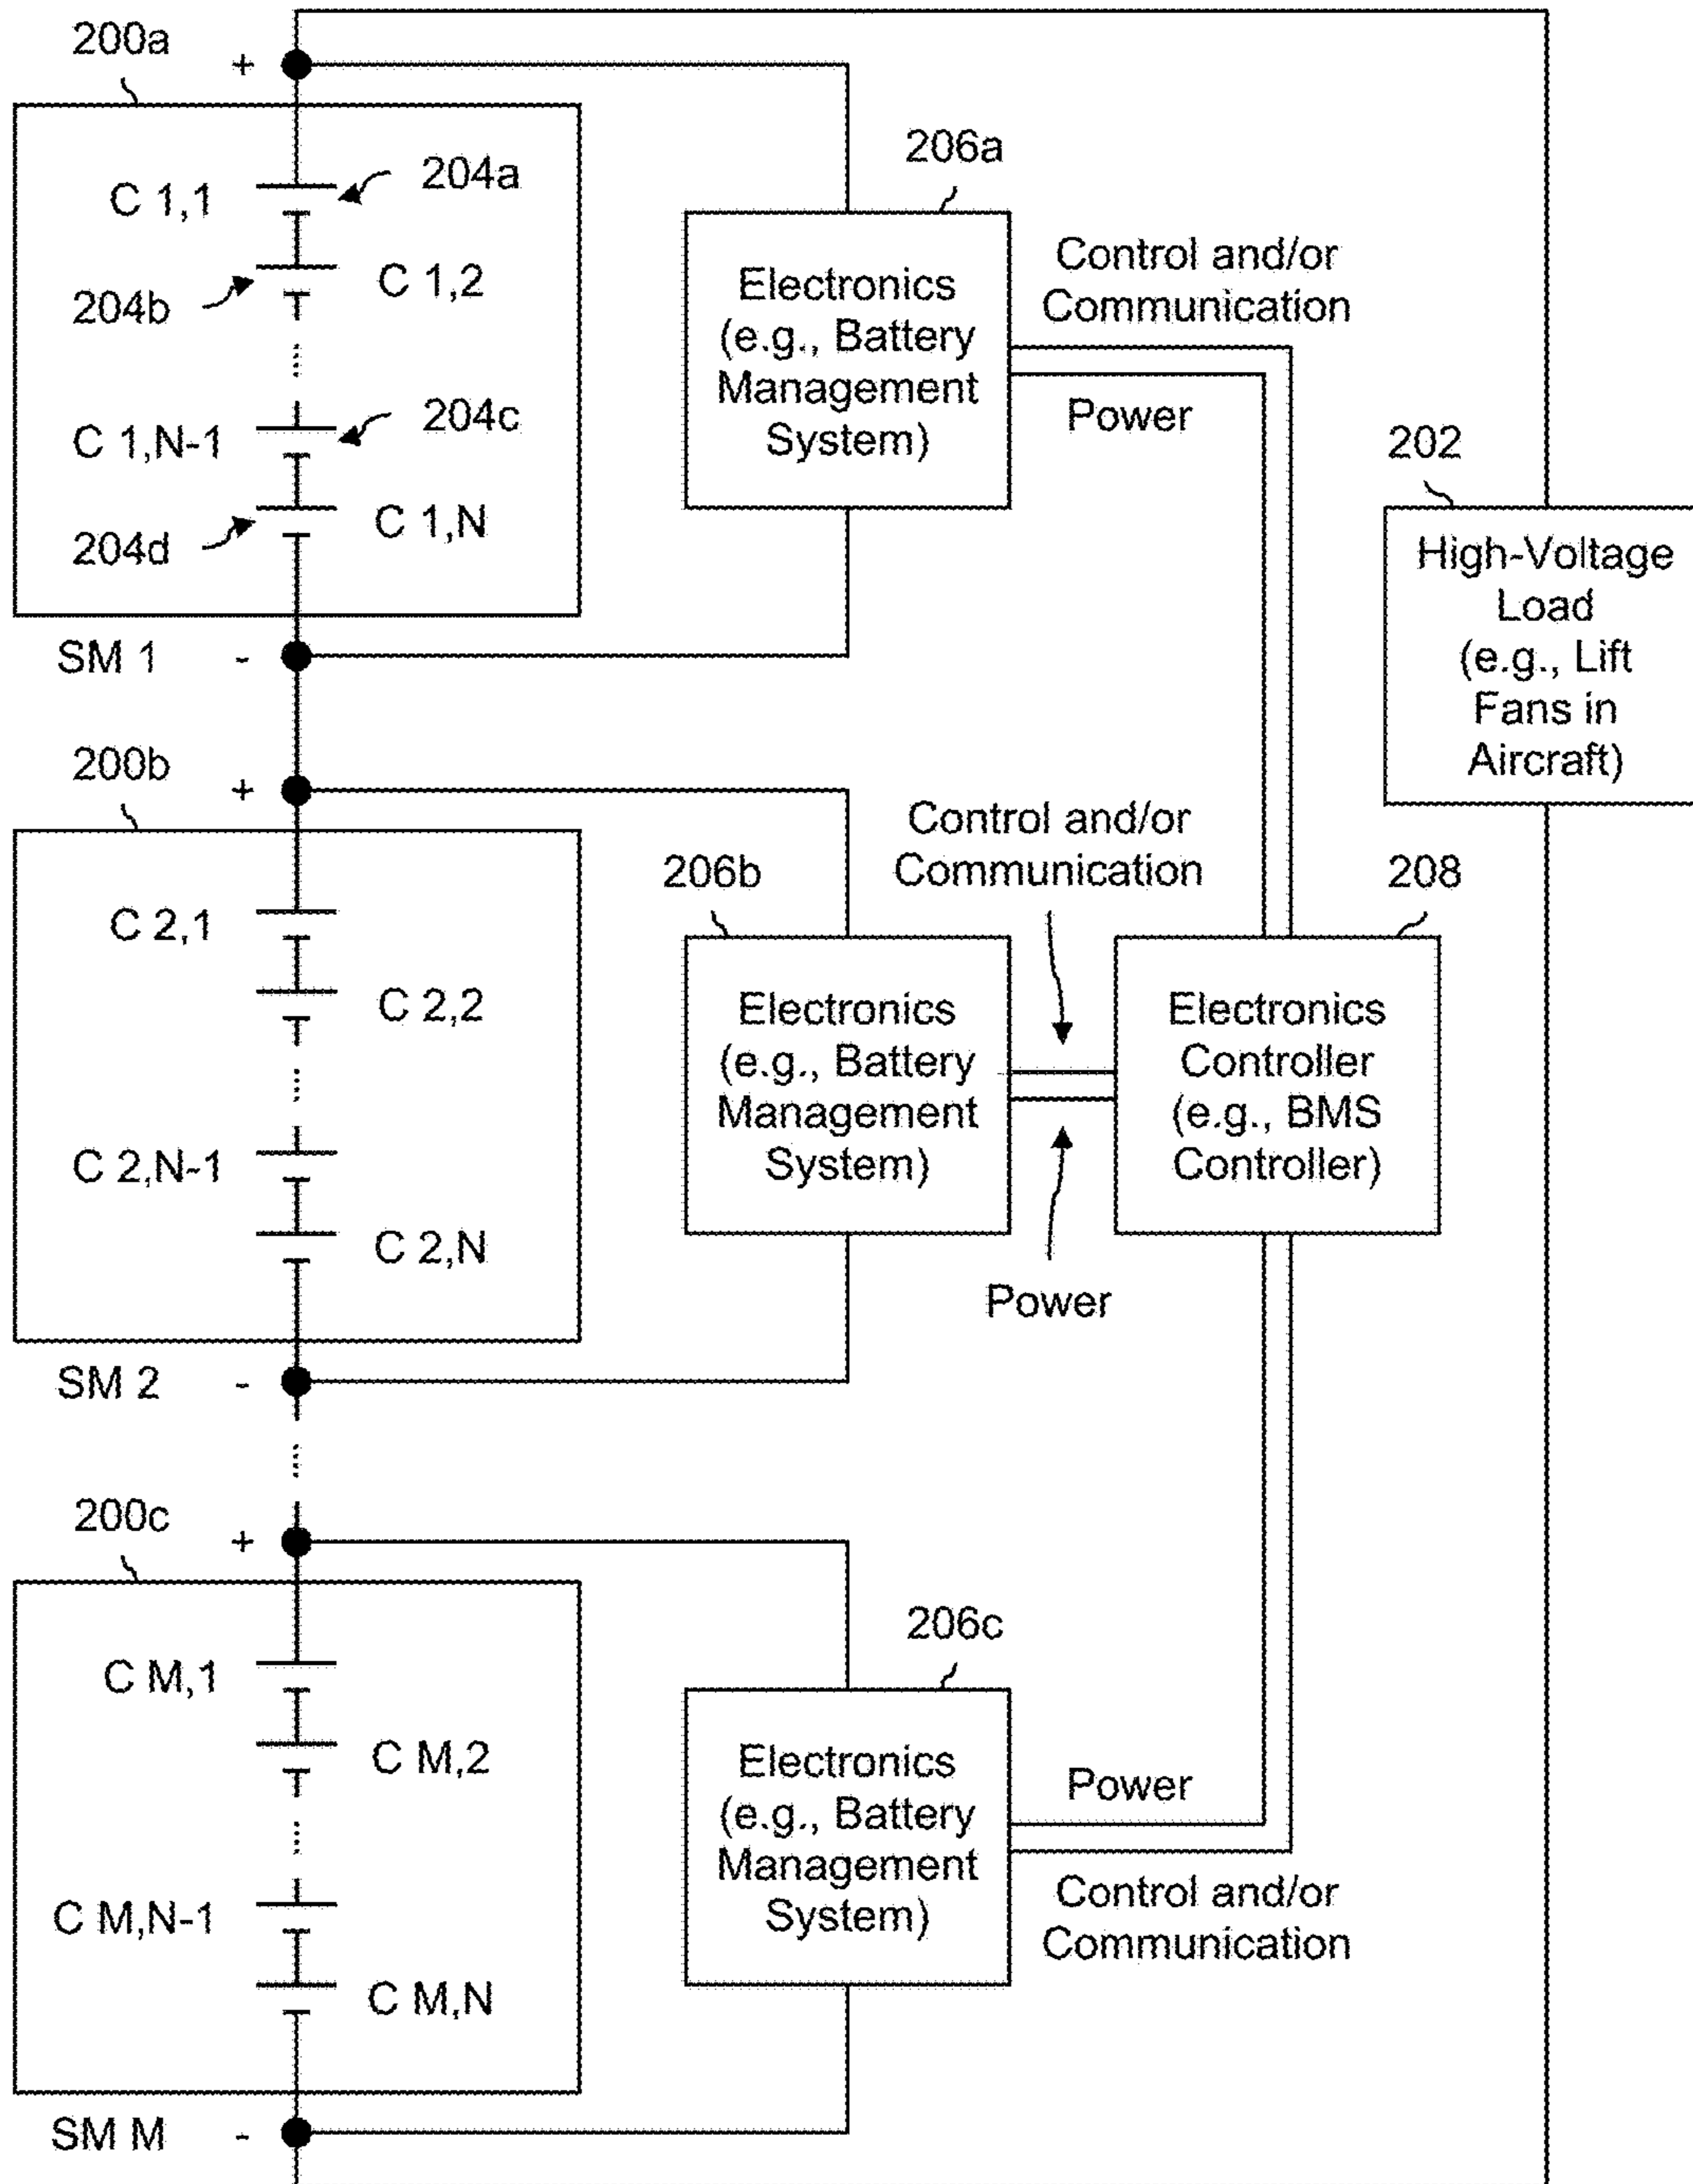 200a
+
C 1,1
204a
204b
C 1,2
C 1,N-1
204c
204d
C 1,N
SM 1
-
206a
Electronics
(e.g., Battery
Management
System)
Control and/or
Communication
Power
202
High-Voltage
Load
(e.g., Lift
Fans in
Aircraft)
200b
+
C 2,1
C 2,2
C 2,N-1
C 2,N
SM 2
-
206b
Electronics
(e.g., Battery
Management
System)
Control and/or
Communication
Power
208
Electronics
Controller
(e.g., BMS
Controller)
200c
+
C M,1
C M,2
C M,N-1
C M,N
SM M
-
206c
Electronics
(e.g., Battery
Management
System)
Power
Control and/or
Communication